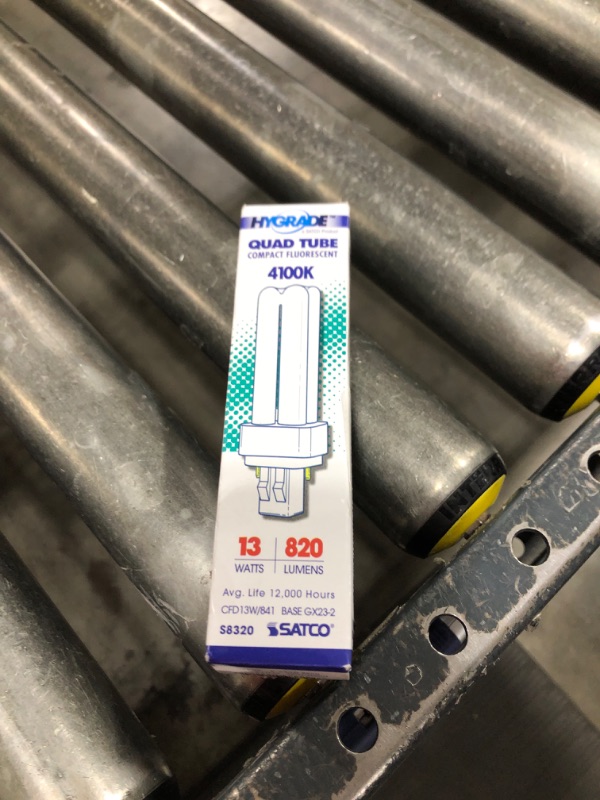 HYGRADE
QUAD TUBE
COMPACT FLUORESCENT
4100K
13 820
WATTS LUMENS
Avg. Life 12,000 Hours
CFD13W/841 BASE GX23-2
S8320 SATCO